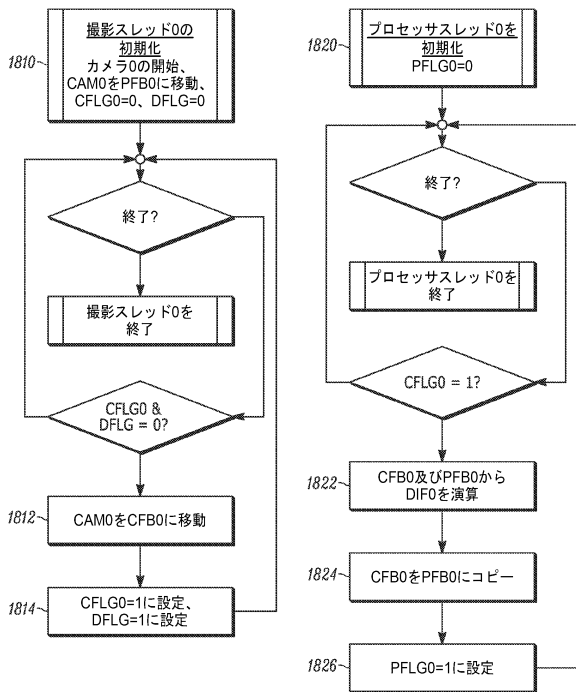 1810
撮影スレッド0の
初期化
カメラ0の開始、
CAM0をPFB0に移動、
CFLG0=0、DFLG=0
終了?
撮影スレッド0を
終了
CFLG0 &
DFLG = 0?
1812
CAM0をCFB0に移動
1814
CFLG0=1に設定、
DFLG=1に設定
1820
プロセッサスレッド0を
初期化
PFLG0=0
終了?
プロセッサスレッド0を
終了
CFLG0 = 1?
1822
CFB0及びPFB0から
DIF0を演算
1824
CFB0をPFB0にコピー
1826
PFLG0=1に設定